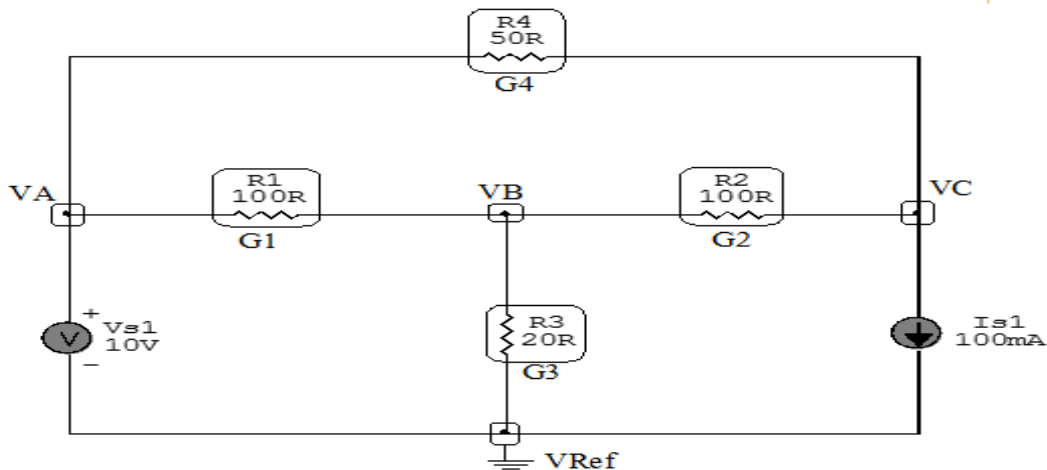 R4
50R
G4
VA
R1
100R
G1
VB
R2
100R
G2
VC
+
Vs1
10V
−
V
R3
20R
G3
Is1
100mA
VRef